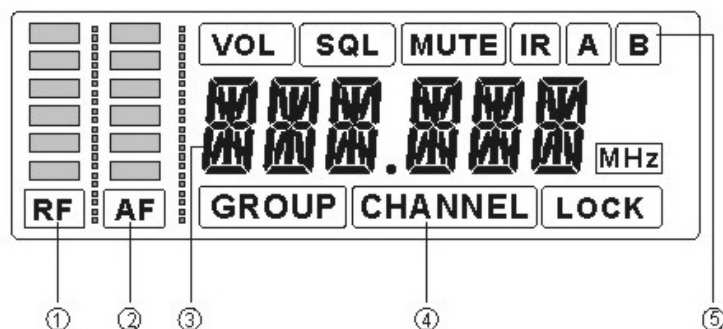 VOL SQL MUTE IR A B
MHz
RF AF GROUP CHANNEL LOCK
① ② ③ ④ ⑤